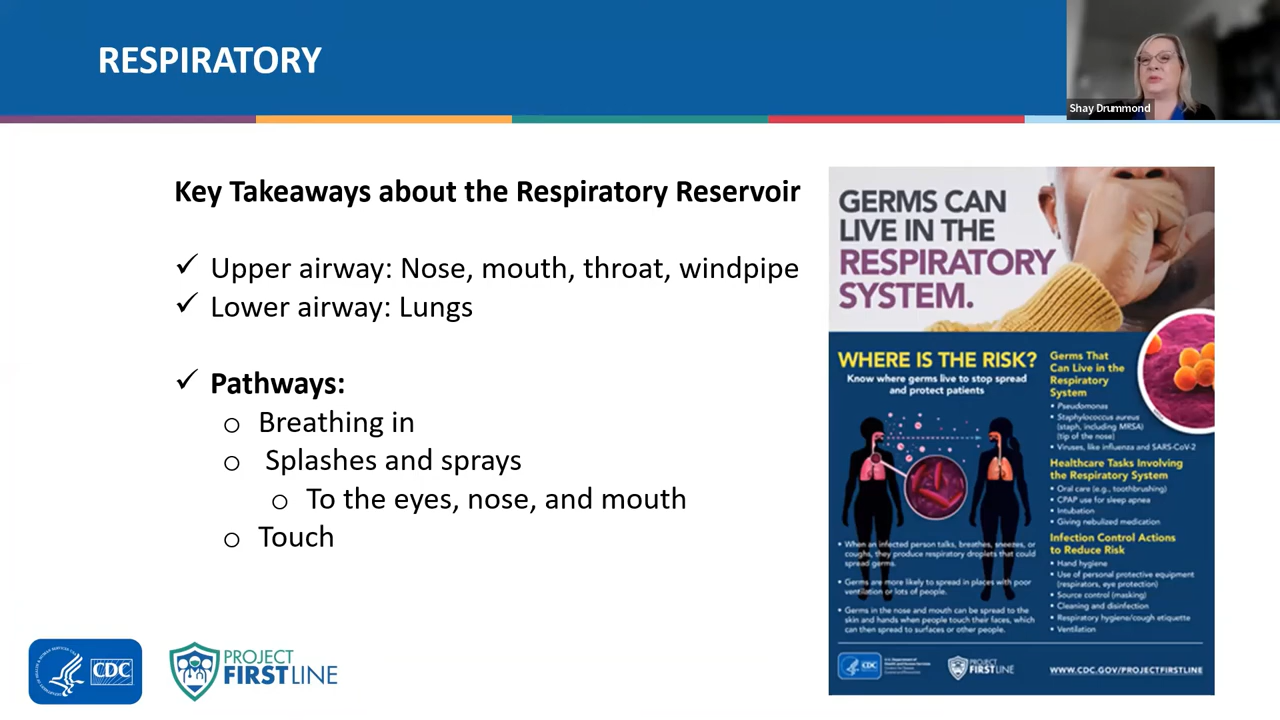 RESPIRATORY
Shay Drummond
Key Takeaways about the Respiratory Reservoir
✓ Upper airway: Nose, mouth, throat, windpipe
✓ Lower airway: Lungs
✓ Pathways:
o Breathing in
o Splashes and sprays
o To the eyes, nose, and mouth
o Touch
GERMS CAN
LIVE IN THE
RESPIRATORY
SYSTEM.
WHERE IS THE RISK?
Know where germs live to stop spread
and protect patients
• When an infected person talks, breathes, sneezes, or
coughs, they produce respiratory droplets that could
spread germs.
• Germs are more likely to spread in places with poor
ventilation or lots of people.
• Germs in the nose and mouth can be spread to the
skin and hands when people touch their faces, which
can then spread to surfaces or other people.
Germs That
Can Live in the
Respiratory
System
• Pseudomonas
• Staphylococcus aureus
(staph, including MRSA)
(tip of the nose)
• Viruses, like influenza and SARS-CoV-2
Healthcare Tasks Involving
the Respiratory System
• Oral care (e.g., toothbrushing)
• CPAP use for sleep apnea
• Intubation
• Giving nebulized medication
Infection Control Actions
to Reduce Risk
• Hand hygiene
• Use of personal protective equipment
(respirators, eye protection)
• Source control (masking)
• Cleaning and disinfection
• Respiratory hygiene/cough etiquette
• Ventilation
CDC
PROJECT
FIRSTLINE
WWW.CDC.GOV/PROJECTFIRSTLINE
CDC
PROJECT
FIRSTLINE